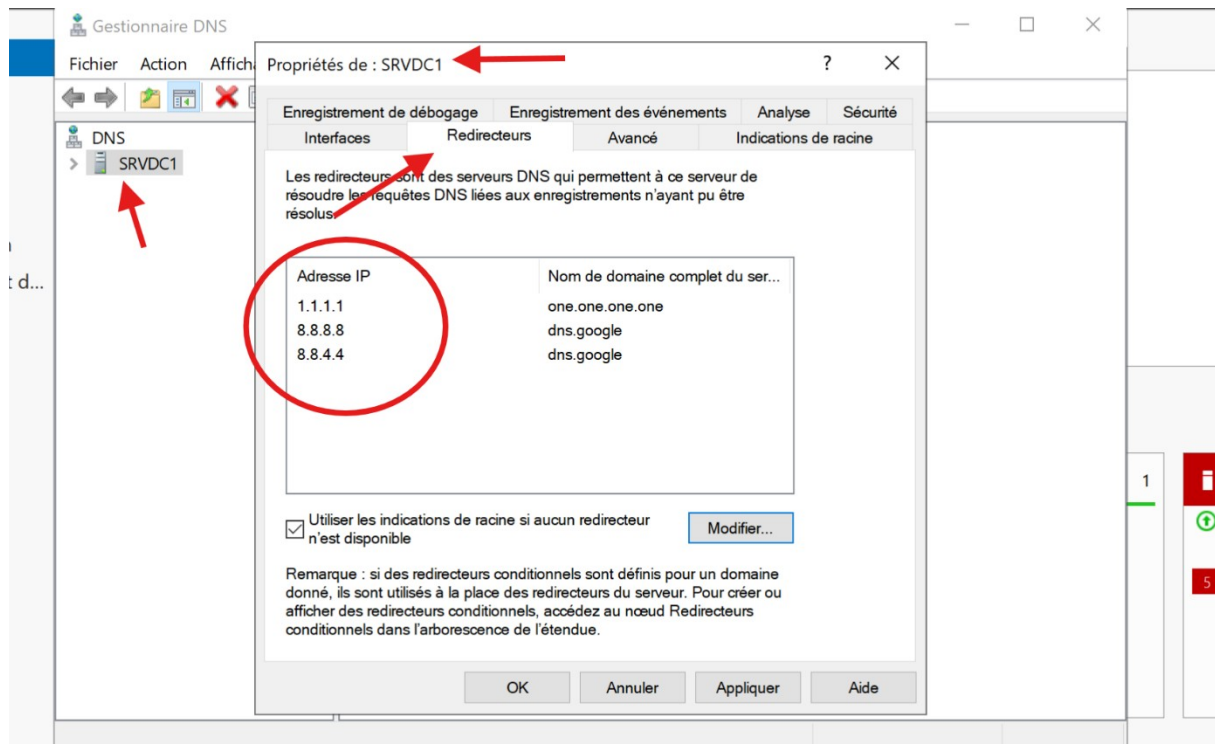 Gestionnaire DNS
Fichier Action Affich
Propriétés de : SRVDC1
?
Enregistrement de débogage Enregistrement des événements Analyse Sécurité
Interfaces Redirecteurs Avancé Indications de racine
DNS
SRVDC1
Les redirecteurs sont des serveurs DNS qui permettent à ce serveur de
résoudre les requêtes DNS liées aux enregistrements n'ayant pu être
résolus.
t d...
Adresse IP Nom de domaine complet du ser...
1.1.1.1 one.one.one.one
8.8.8.8 dns.google
8.8.4.4 dns.google
1
Utiliser les indications de racine si aucun redirecteur
n'est disponible
Modifier...
5
Remarque : si des redirecteurs conditionnels sont définis pour un domaine
donné, ils sont utilisés à la place des redirecteurs du serveur. Pour créer ou
afficher des redirecteurs conditionnels, accédez au nœud Redirecteurs
conditionnels dans l'arborescence de l'étendue.
OK Annuler Appliquer Aide